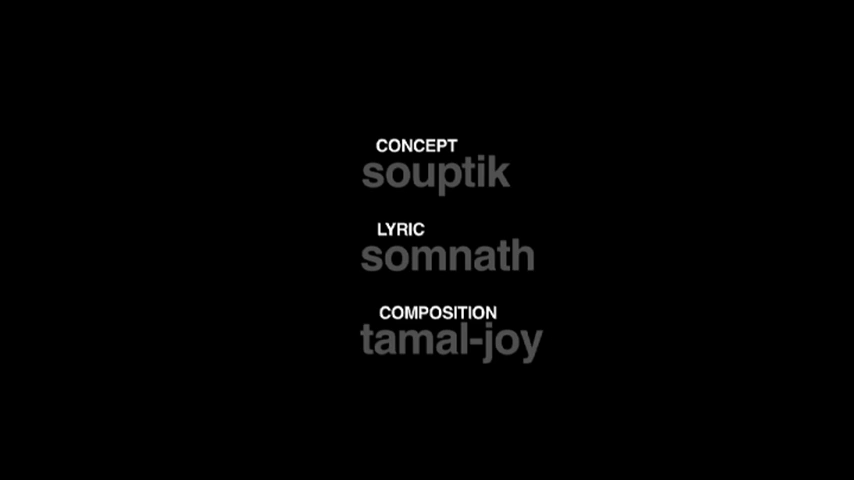 CONCEPT
souptik
LYRIC
somnath
COMPOSITION
tamal-joy